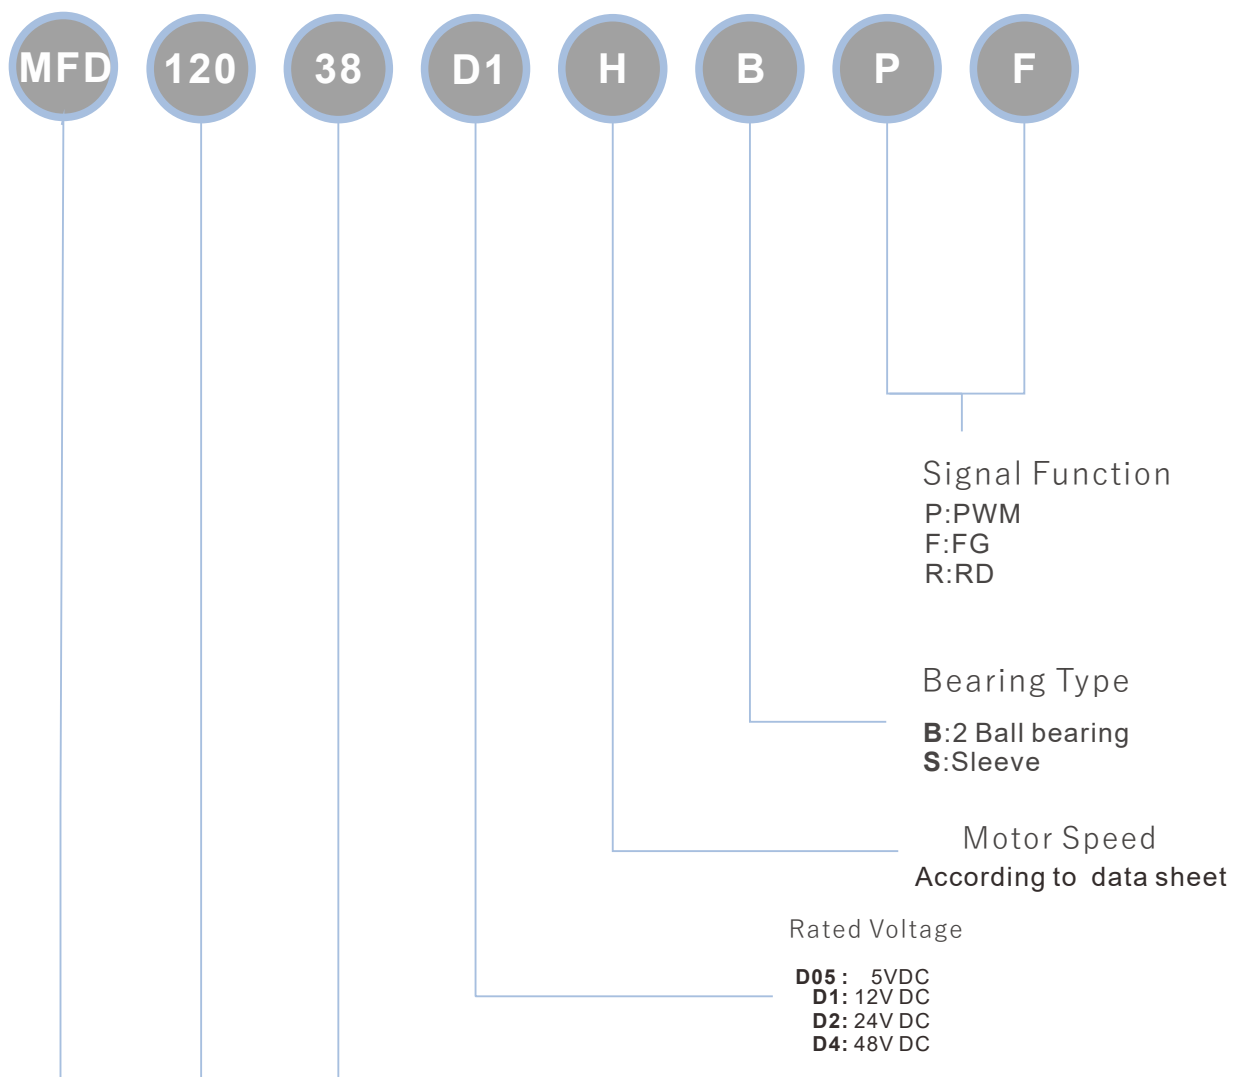 MFD 120 38 D1 H B P F
Signal Function
P:PWM
F:FG
R:RD
Bearing Type
B:2 Ball bearing
S:Sleeve
Motor Speed
According to data sheet
Rated Voltage
D05 : 5VDC
D1: 12V DC
D2: 24V DC
D4: 48V DC